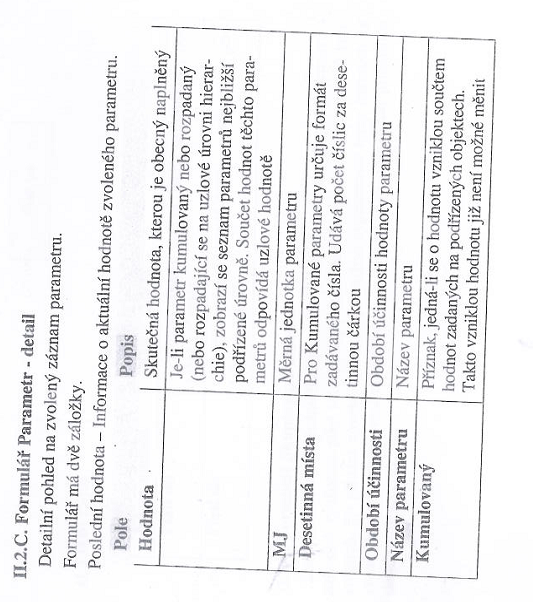 II.2.C. Formulář Parametr - detail
Detailní pohled na zvolený záznam parametru.
Formulář má dvě záložky.
Poslední hodnota – Informace o aktuální hodnotě zvoleného parametru.
Pole Popis
Hodnota Skutečná hodnota, kterou je obecný naplněný
Je-li parametr kumulovaný nebo rozpadaný
(nebo rozpadající se na uzlové úrovni hierar-
chie), zobrazí se seznam parametrů nejbližší
podřízené úrovně. Součet hodnot těchto para-
metrů odpovídá uzlové hodnotě
MJ Měrná jednotka parametru
Desetinná místa Pro Kumulované parametry určuje formát
zadávaného čísla. Udává počet číslic za dese-
tinnou čárkou
Období účinnosti Období účinnosti hodnoty parametru
Název parametru Název parametru
Kumulovaný Příznak, jedná-li se o hodnotu vzniklou součtem
hodnot zadaných na podřízených objektech.
Takto vzniklou hodnotu již není možné měnit